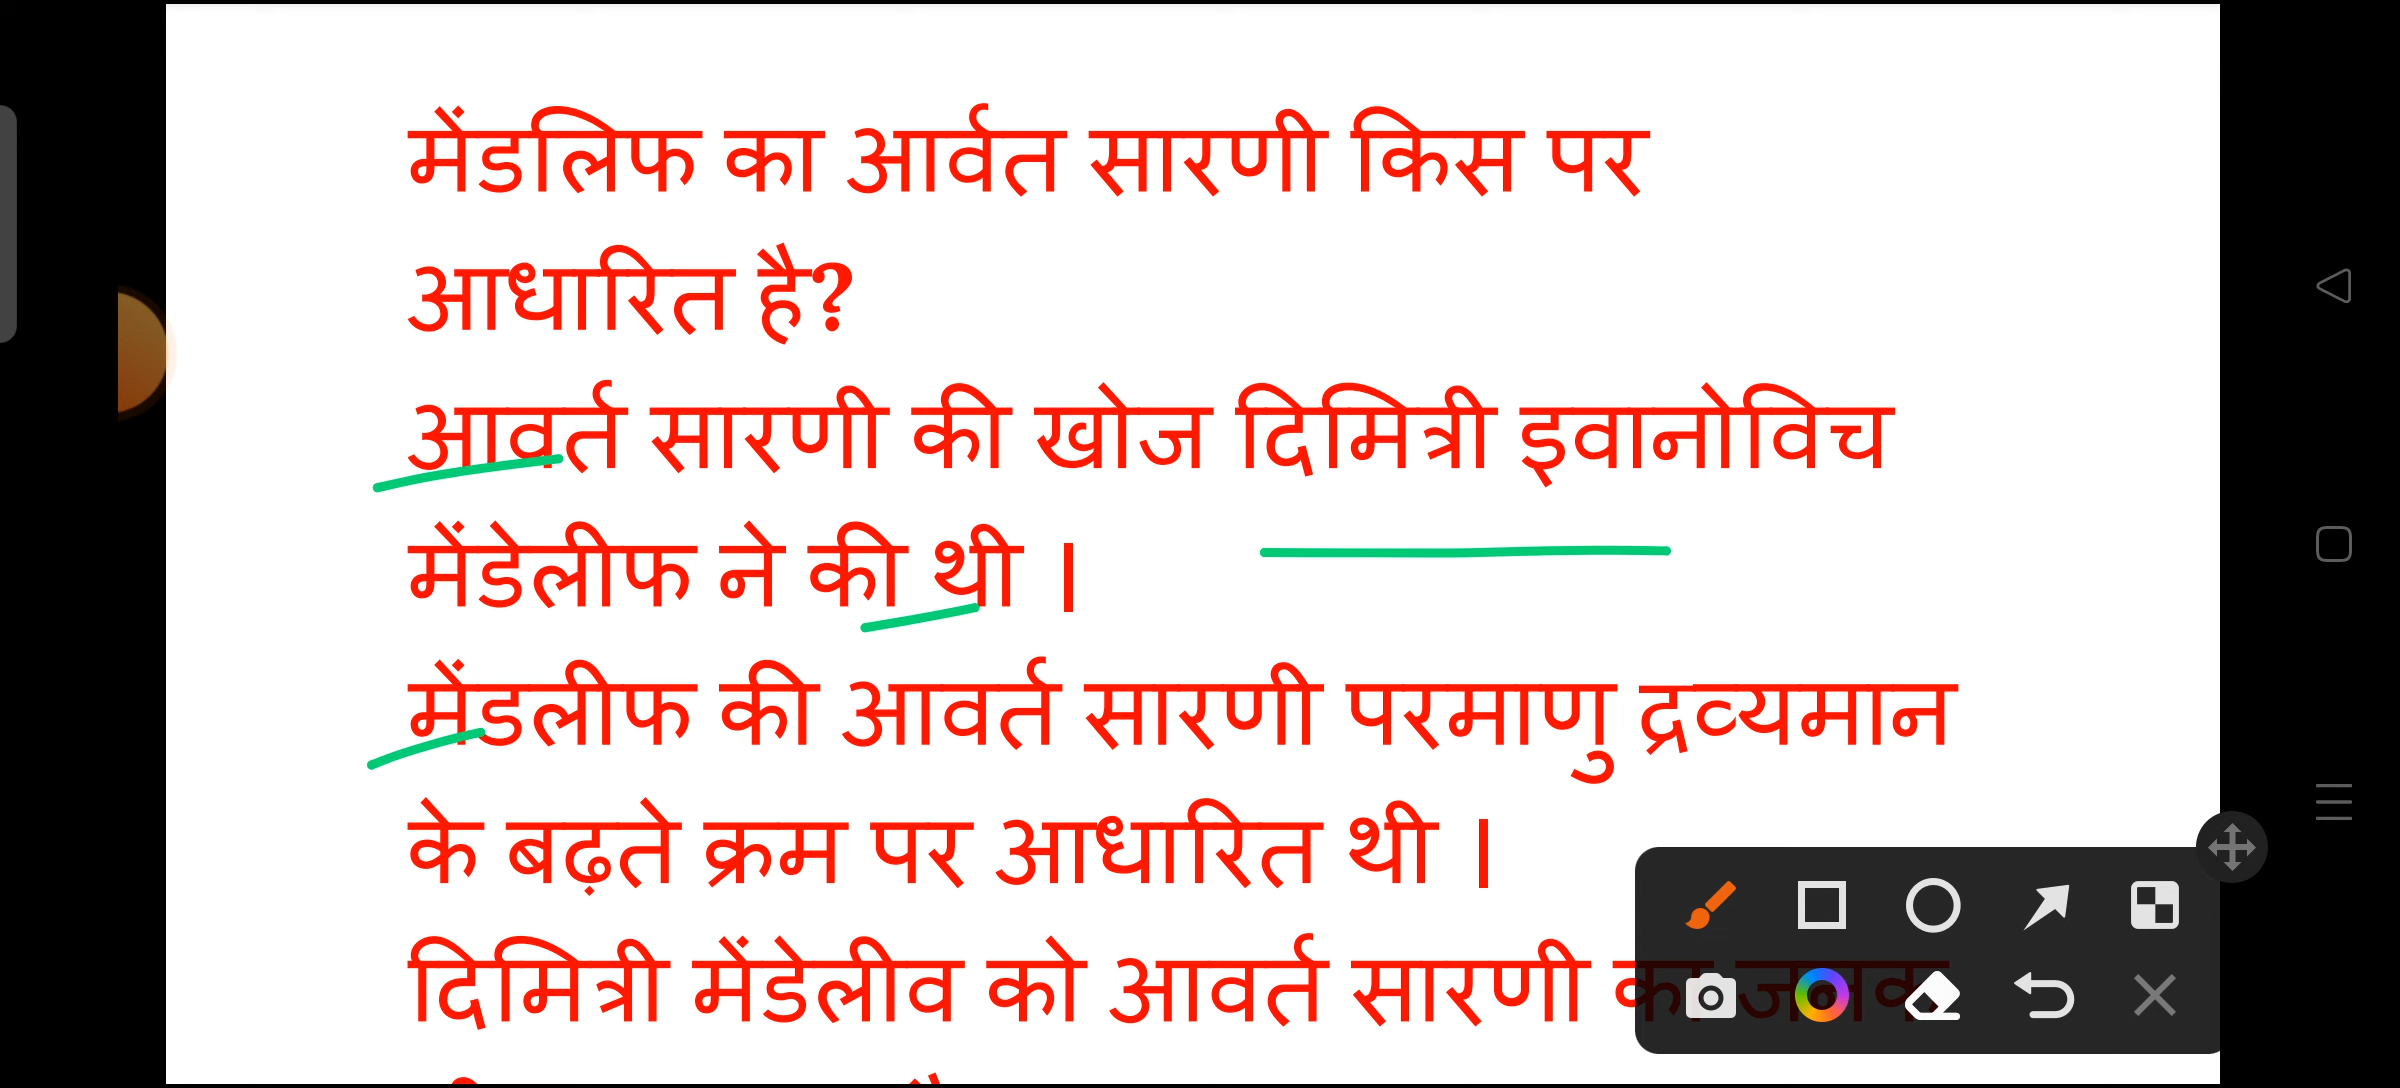 मेंडलिफ का आर्वत सारणी किस पर
आधारित है?
आवर्त सारणी की खोज दिमित्री इवानोविच
मेंडेलीफ ने की थी ।
मेंडलीफ की आवर्त सारणी परमाणु द्रव्यमान
के बढ़ते क्रम पर आधारित थी ।
दिमित्री मेंडेलीव को आवर्त सारणी का जनक